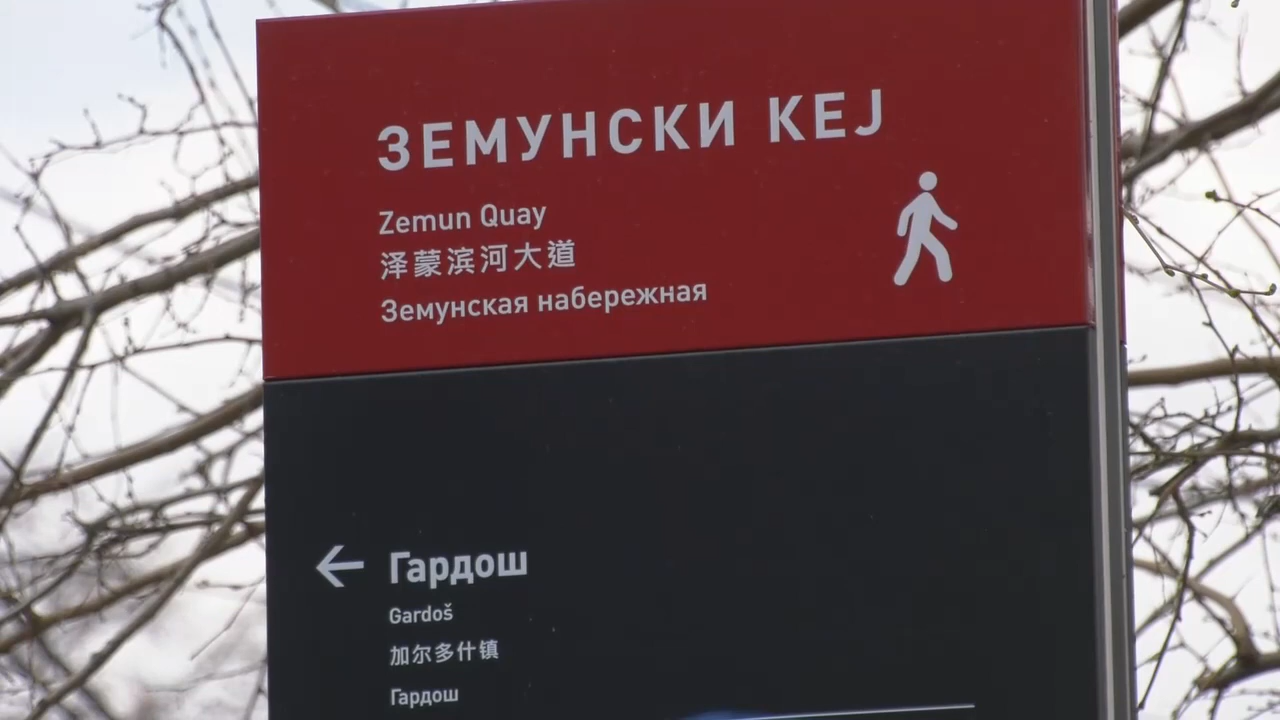 ЗЕМУНСКИ КЕЈ
Zemun Quay
泽蒙滨河大道
Земунская набережная
Гардош
Gardoš
加尔多什镇
Гардош